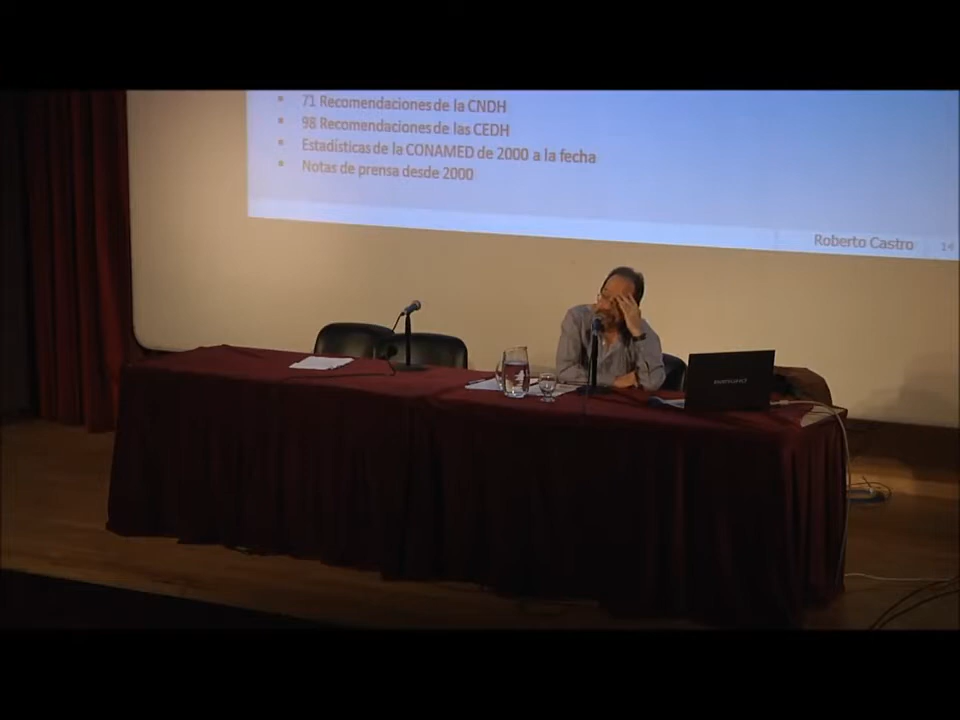 ▪ 71 Recomendaciones de la CNDH
▪ 98 Recomendaciones de las CEDH
▪ Estadísticas de la CONAMED de 2000 a la fecha
▪ Notas de prensa desde 2000
Roberto Castro 14